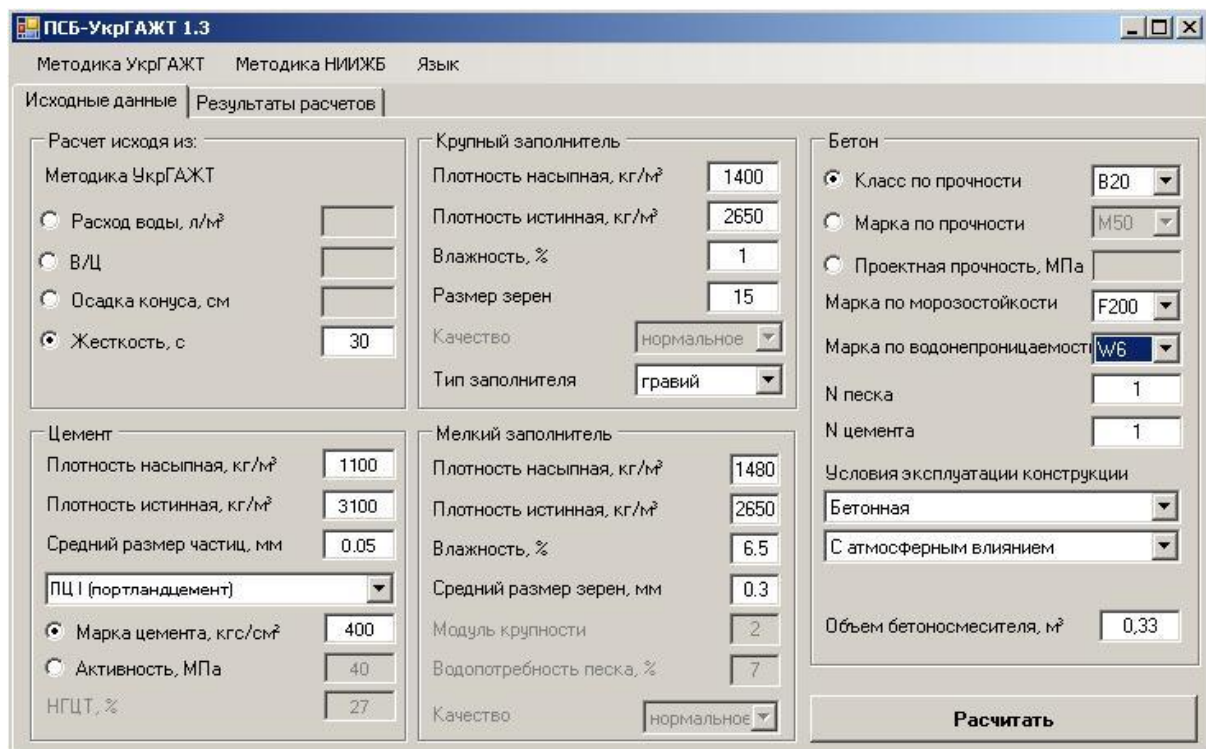 ПСБ-УкрГАЖТ 1.3
Методика УкрГАЖТ Методика НИИЖБ Язык
Исходные данные Результаты расчетов
Расчет исходя из:
Методика УкрГАЖТ
Расход воды, л/м³
В/Ц
Осадка конуса, см
Жесткость, с 30
Крупный заполнитель
Плотность насыпная, кг/м³ 1400
Плотность истинная, кг/м³ 2650
Влажность, % 1
Размер зерен 15
Качество нормальное
Тип заполнителя гравий
Бетон
Класс по прочности B20
Марка по прочности M50
Проектная прочность, МПа
Марка по морозостойкости F200
Марка по водонепроницаемост W6
N песка 1
N цемента 1
Условия эксплуатации конструкции
Бетонная
С атмосферным влиянием
Объем бетоносмесителя, м³ 0,33
Расчитать
Цемент
Плотность насыпная, кг/м³ 1100
Плотность истинная, кг/м³ 3100
Средний размер частиц, мм 0.05
ПЦ I (портландцемент)
Марка цемента, кгс/см² 400
Активность, МПа 40
НГЦТ, % 27
Мелкий заполнитель
Плотность насыпная, кг/м³ 1480
Плотность истинная, кг/м³ 2650
Влажность, % 6.5
Средний размер зерен, мм 0.3
Модуль крупности 2
Водопотребность песка, % 7
Качество нормальное